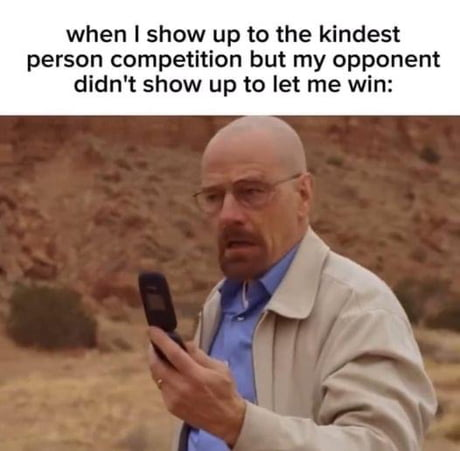 when I show up to the kindest
person competition but my opponent
didn't show up to let me win: